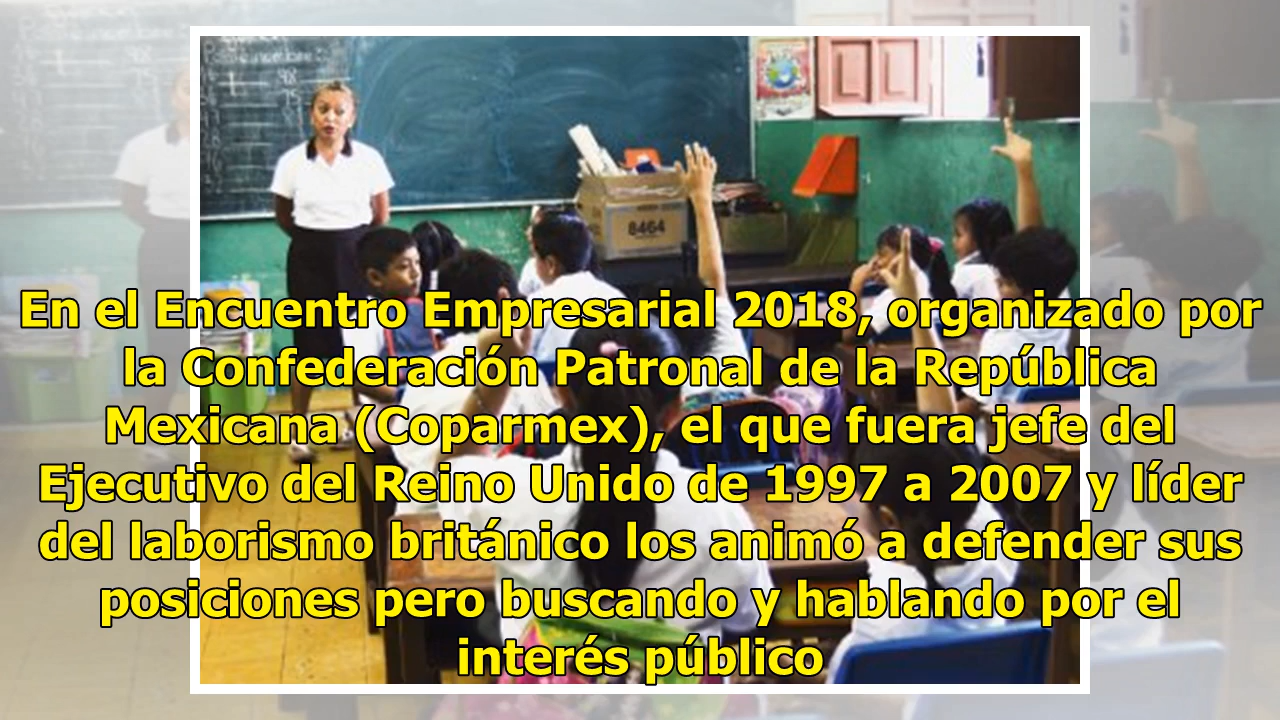 En el Encuentro Empresarial 2018, organizado por
la Confederación Patronal de la República
Mexicana (Coparmex), el que fuera jefe del
Ejecutivo del Reino Unido de 1997 a 2007 y líder
del laborismo británico los animó a defender sus
posiciones pero buscando y hablando por el
interés público
8464